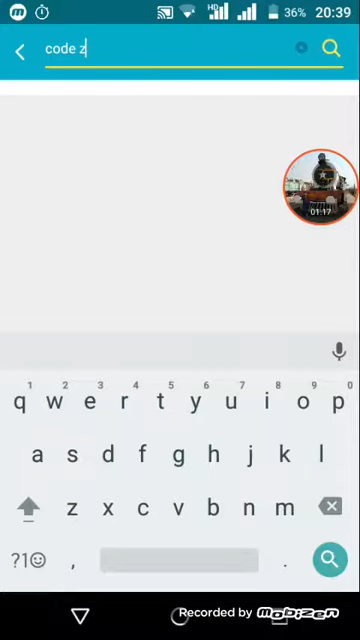 HD 36% 20:39
code z
01:17
1 2 3 4 5 6 7 8 9 0
q w e r t y u i o p
a s d f g h j k l
z x c v b n m
?1☺ , .
Recorded by mobizen